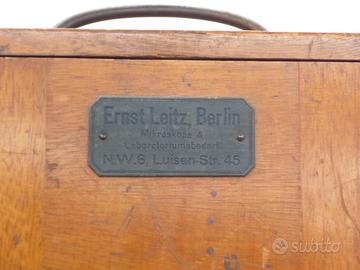 Ernst Leitz, Berlin
Mikroskope &
Laboratoriumsbedarf
N.W.6, Luisen-Str. 45
subito